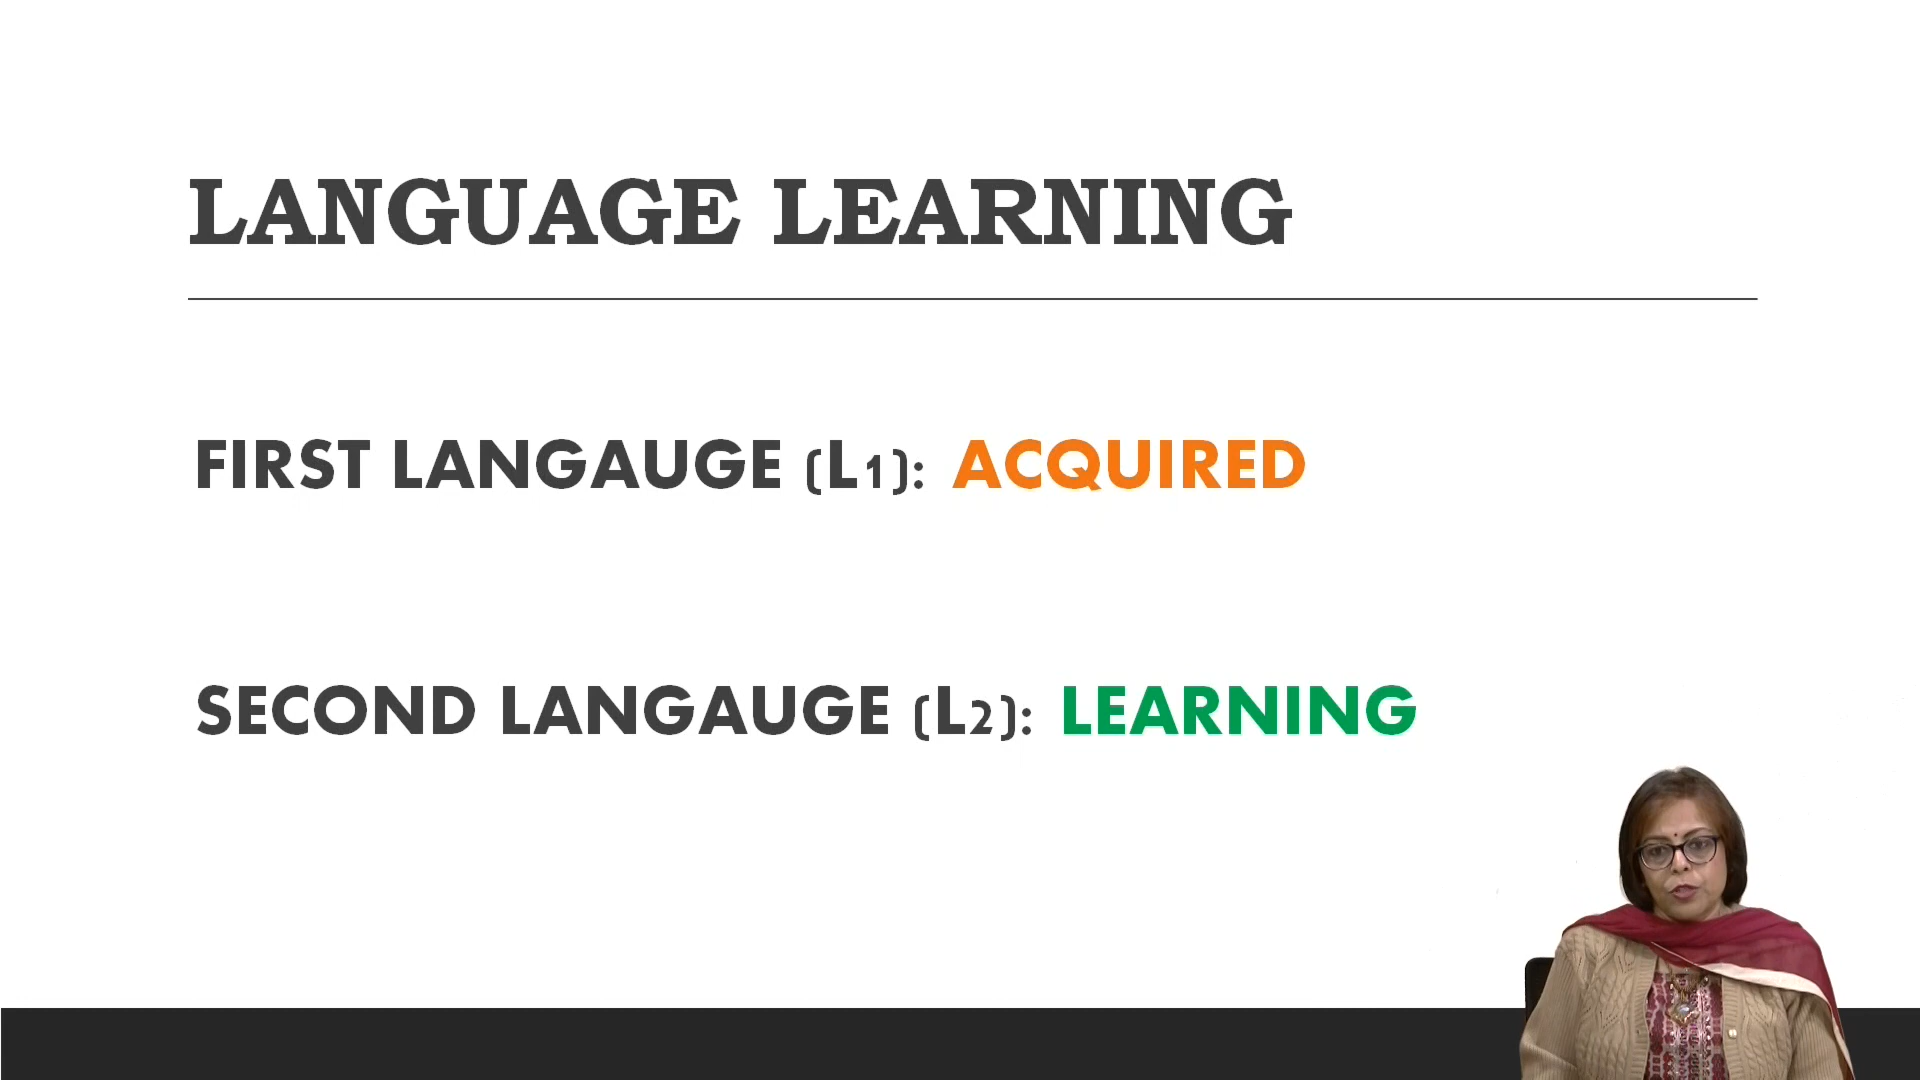 LANGUAGE LEARNING
FIRST LANGAUGE (L1): ACQUIRED
SECOND LANGAUGE (L2): LEARNING